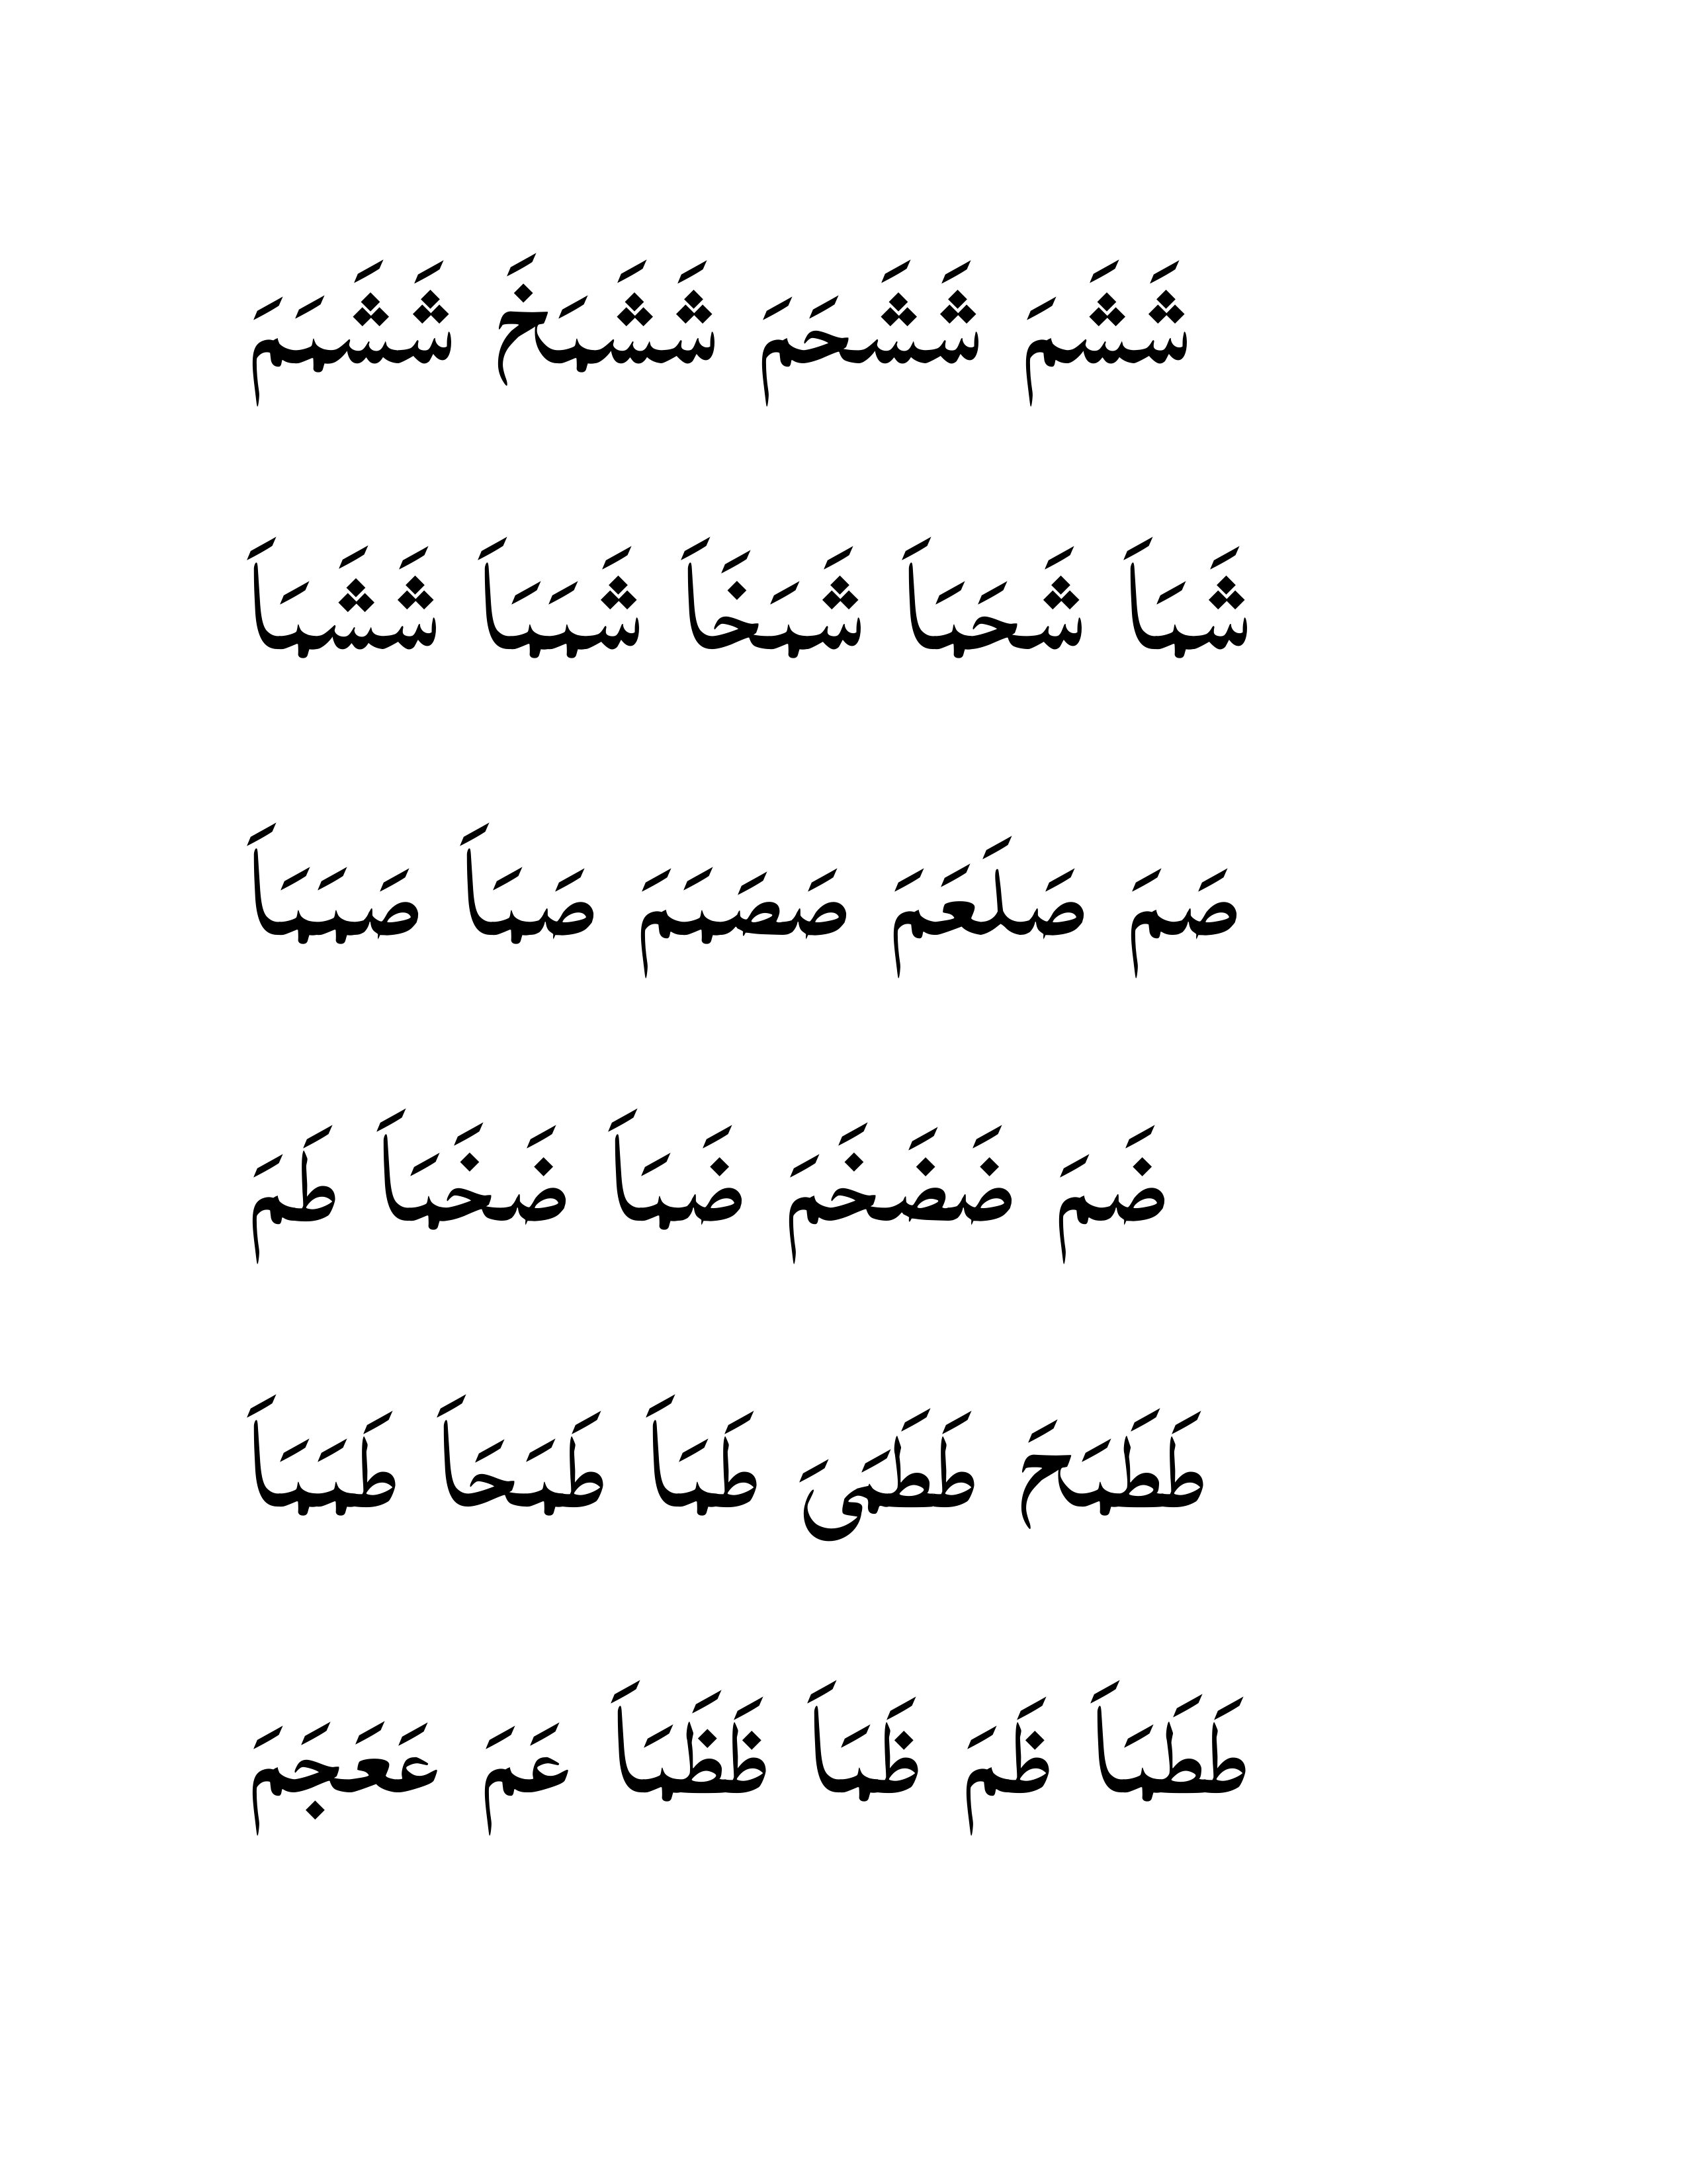 شَشَمَ شَشَحَمَ شَشَمَخَ شَشَمَمَ
شَمَاَ شَحَمَاَ شَمَخَاَ شَمَمَاَ شَشَمَاَ
صَمَ صَلَعَمَ صَصَمَمَ صَمَاَ صَمَمَاَ
ضَمَ ضَضَخَمَ ضَمَاَ ضَخَمَاَ طَمَ
طَطَمَحَ طَطَمَىَ طَمَاَ طَمَحَاَ طَمَمَاَ
طَطَمَاَ ظَمَ ظَمَاَ ظَظَمَاَ عَمَ عَعَجَمَ